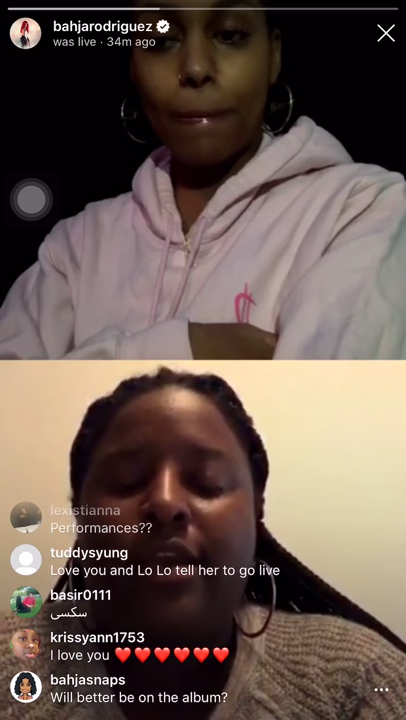 bahjarodriguez
was live · 34m ago
lexistianna
Performances??
tuddysyung
Love you and Lo Lo tell her to go live
basir0111
سکسی
krissyann1753
I love you ❤️❤️❤️❤️❤️❤️
bahjasnaps
Will better be on the album?